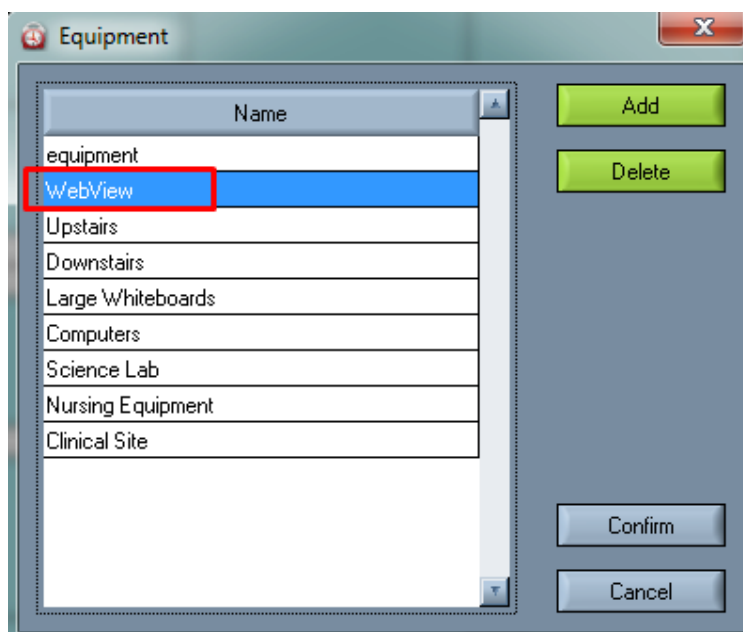 Equipment
Name
equipment
WebView
Upstairs
Downstairs
Large Whiteboards
Computers
Science Lab
Nursing Equipment
Clinical Site
Add
Delete
Confirm
Cancel